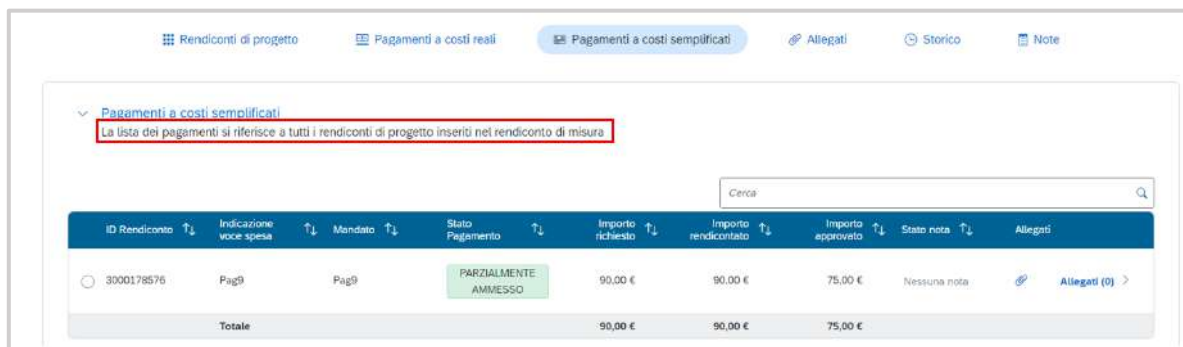 Rendiconti di progetto Pagamenti a costi reali Pagamenti a costi semplificati Allegati Storico Note
Pagamenti a costi semplificati
La lista dei pagamenti si riferisce a tutti i rendiconti di progetto inseriti nel rendiconto di misura
Cerca
ID Rendiconto Indicazione voce spesa Mandato Stato Pagamento Importo richiesto Importo rendicontato Importo approvato Stato nota Allegati
3000178576 Pag9 Pag9 PARZIALMENTE AMMESSO 90,00 € 90,00 € 75,00 € Nessuna nota Allegati (0)
Totale 90,00 € 90,00 € 75,00 €